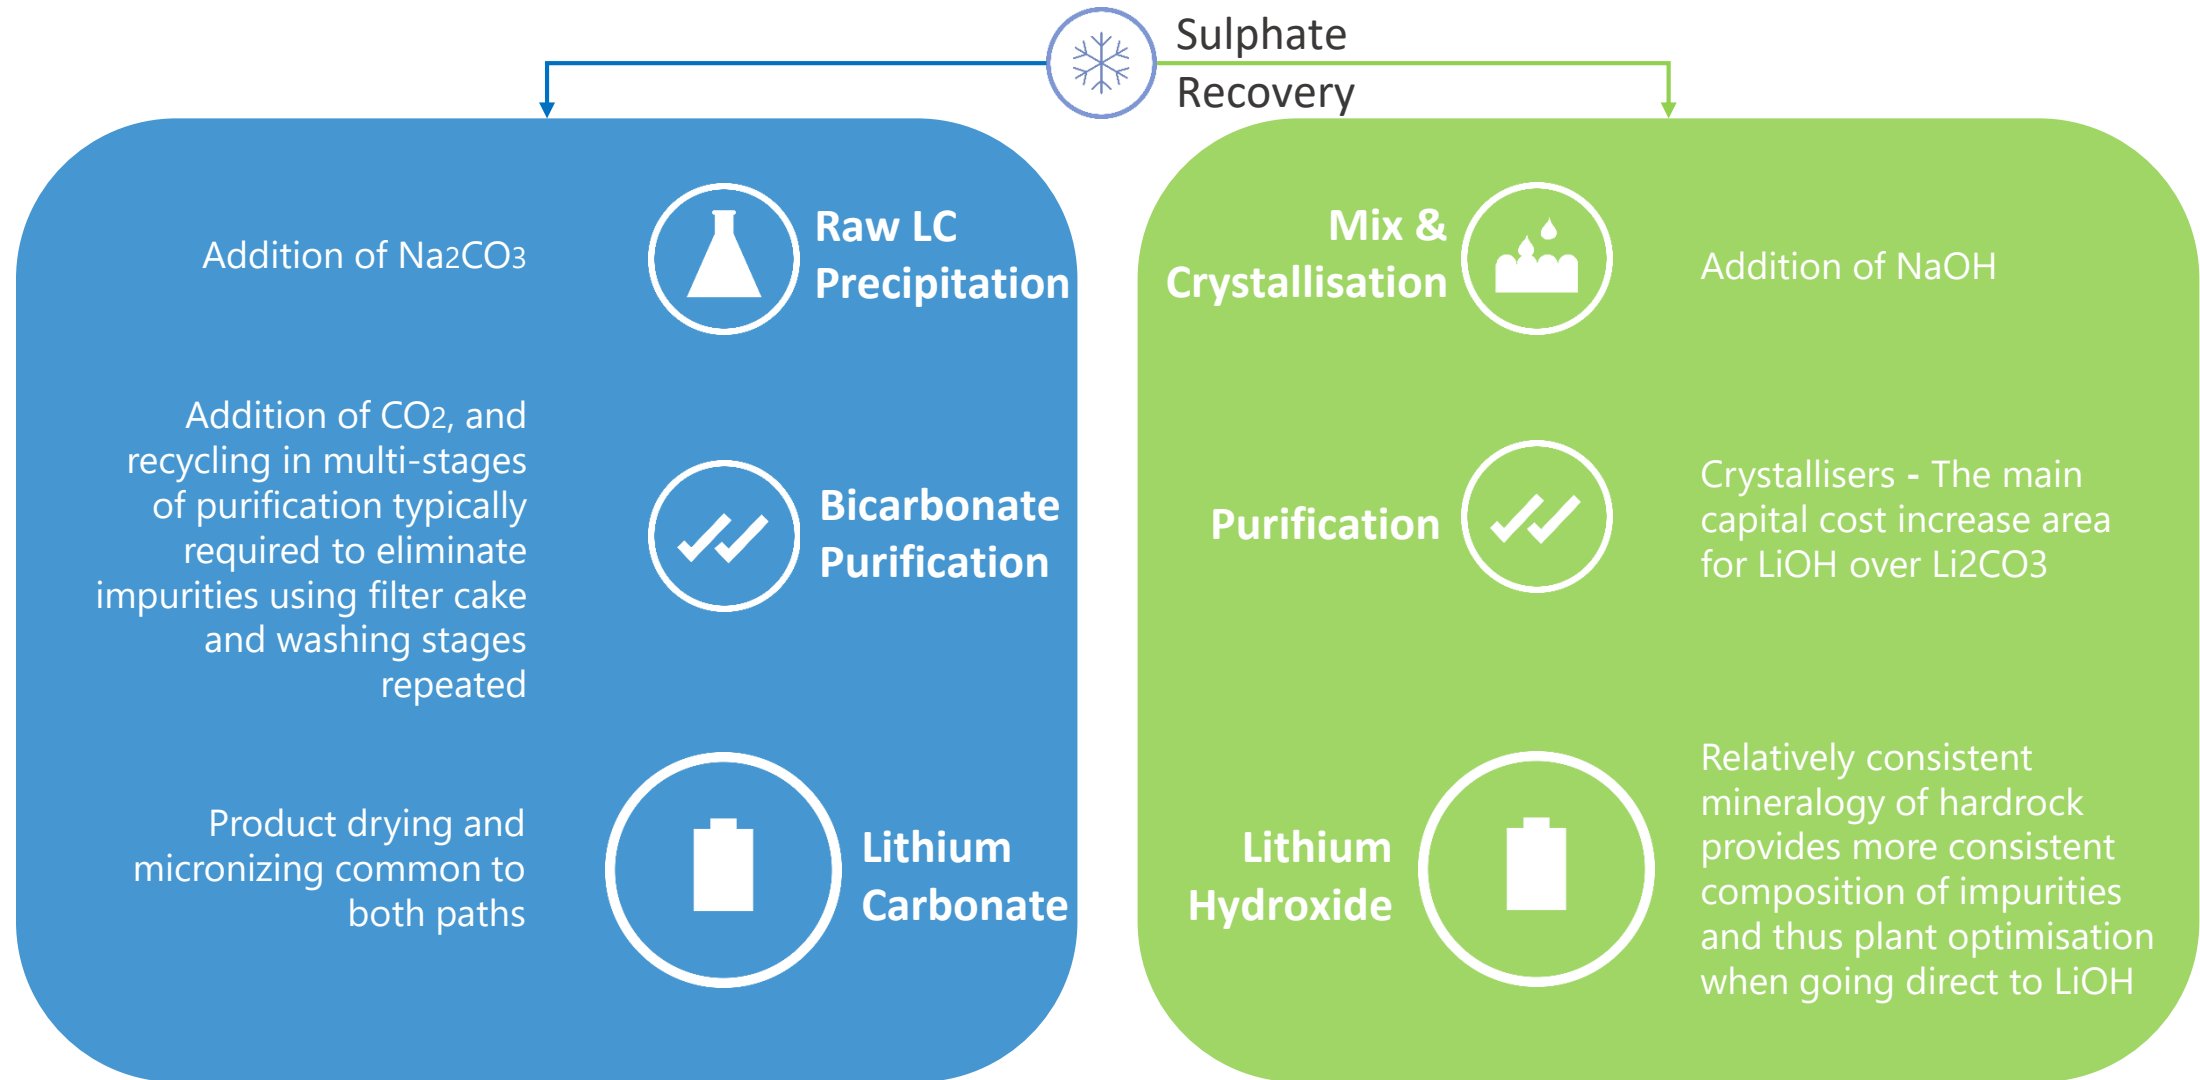 Sulphate
Recovery
Addition of Na2CO3
Raw LC
Precipitation
Addition of CO2, and
recycling in multi-stages
of purification typically
required to eliminate
impurities using filter cake
and washing stages
repeated
Bicarbonate
Purification
Product drying and
micronizing common to
both paths
Lithium
Carbonate
Mix &
Crystallisation
Addition of NaOH
Purification
Crystallisers - The main
capital cost increase area
for LiOH over Li2CO3
Lithium
Hydroxide
Relatively consistent
mineralogy of hardrock
provides more consistent
composition of impurities
and thus plant optimisation
when going direct to LiOH